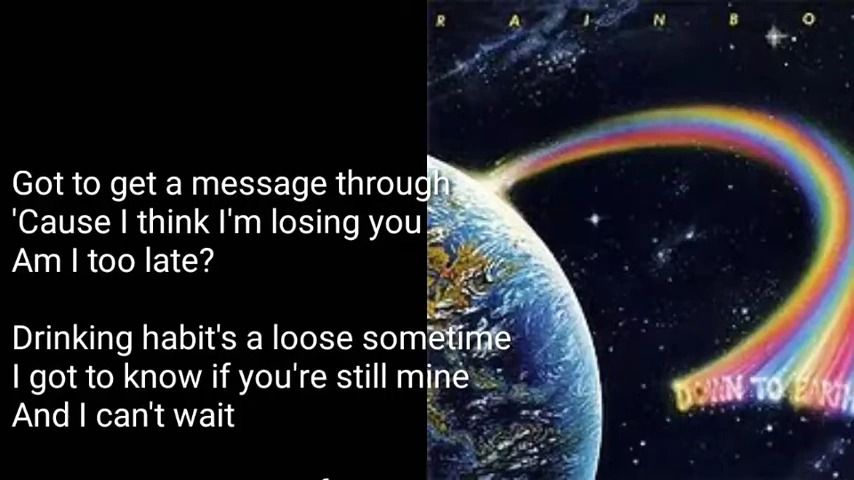 R A I N B O
Got to get a message through
'Cause I think I'm losing you
Am I too late?
Drinking habit's a loose sometime
I got to know if you're still mine
And I can't wait
DOWN TO EARTH